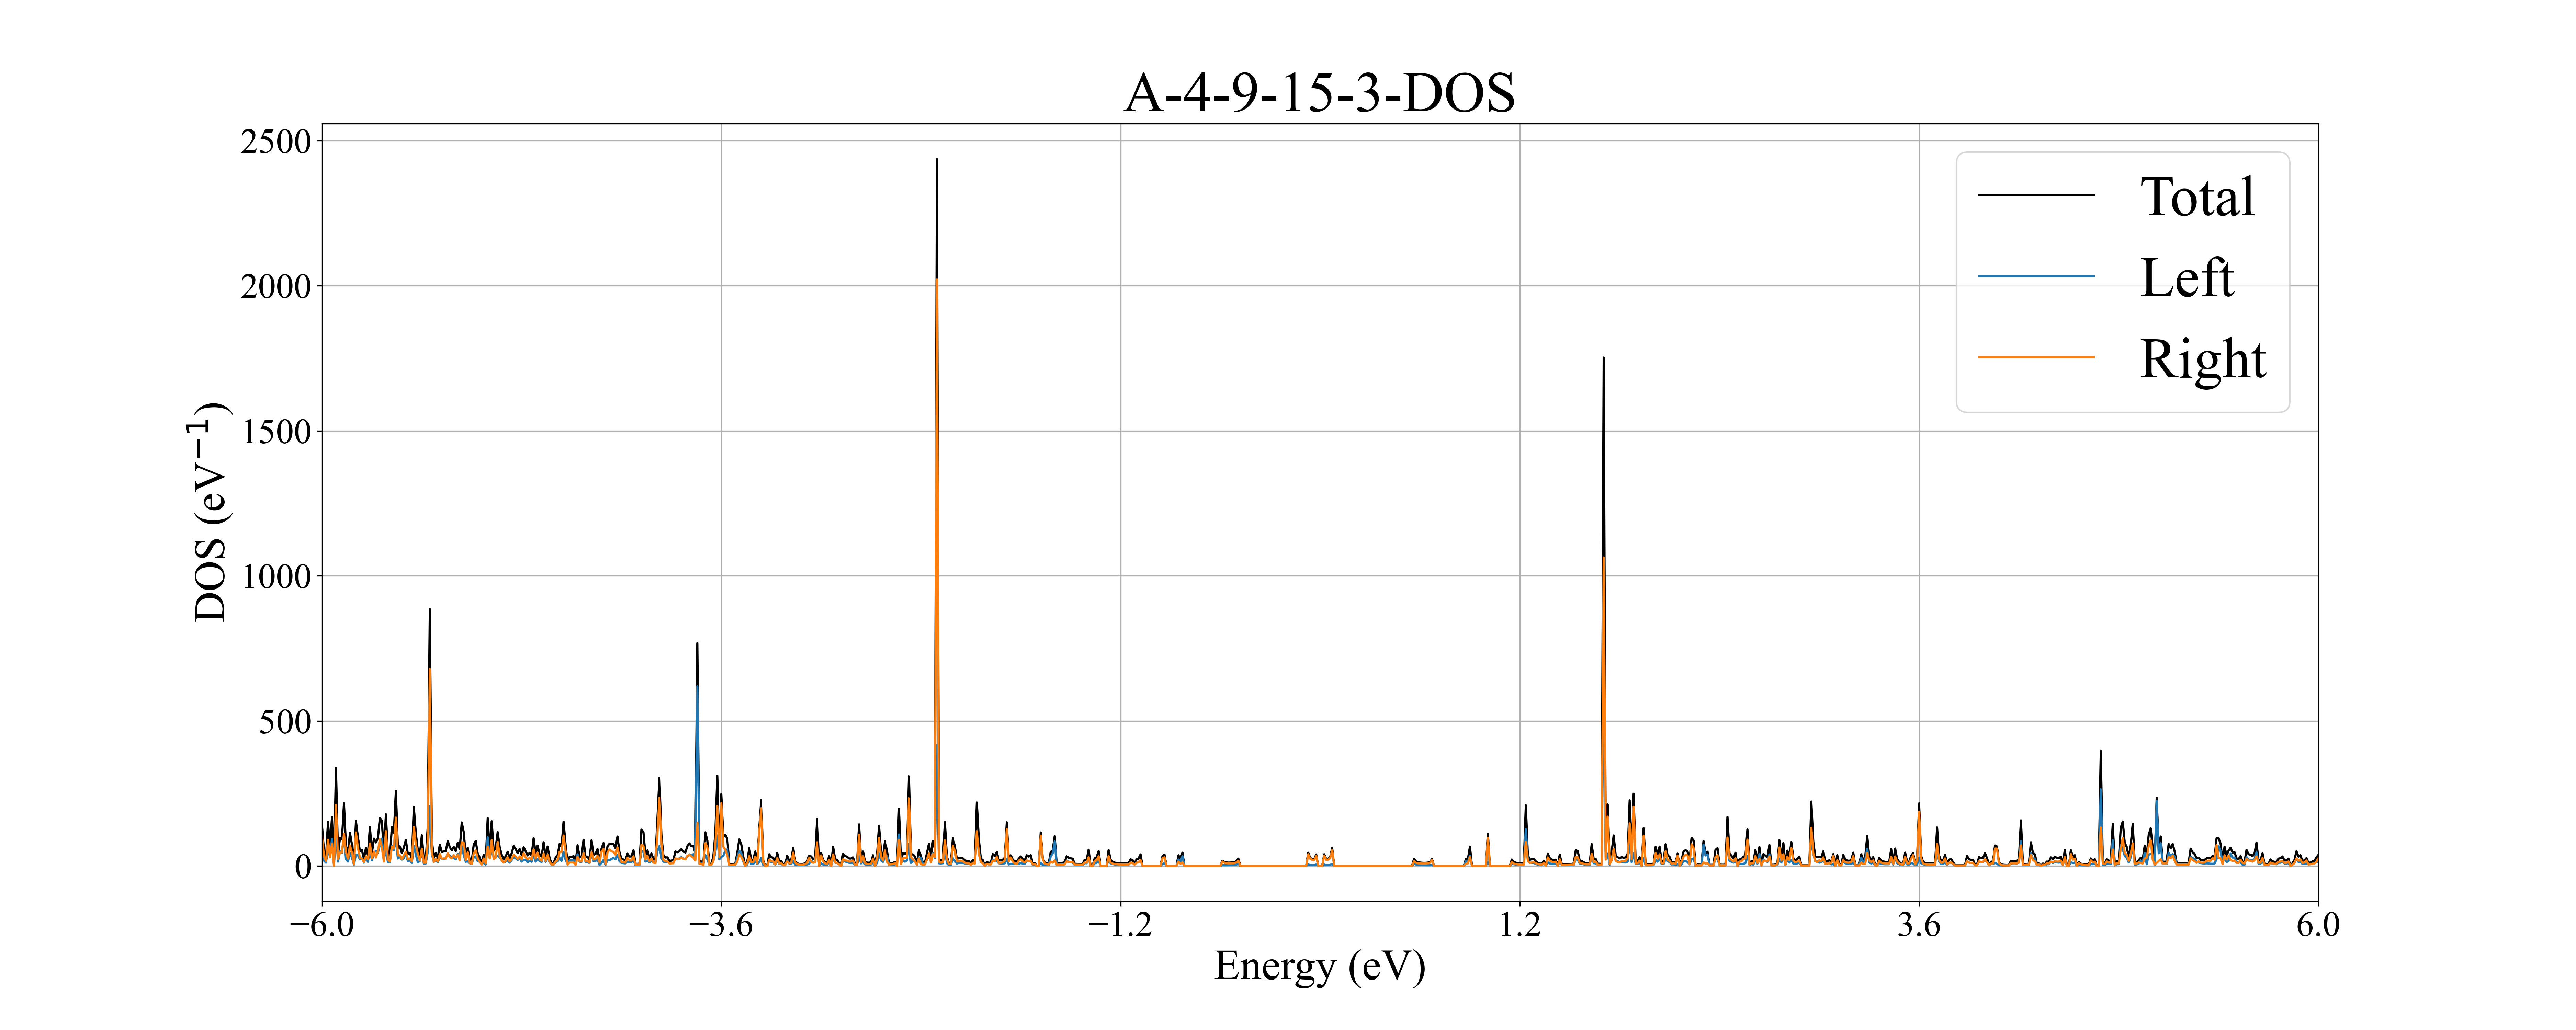 A-4-9-15-3-DOS
2500
2000
1500
1000
500
0
DOS (eV⁻¹)
Total
Left
Right
−6.0 −3.6 −1.2 1.2 3.6 6.0
Energy (eV)